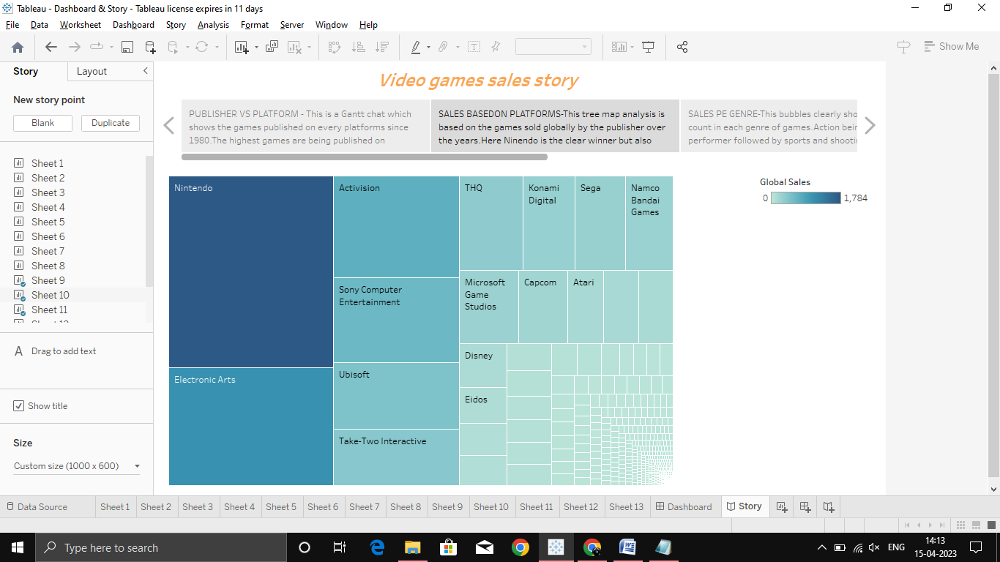 Tableau - Dashboard & Story - Tableau license expires in 11 days
File Data Worksheet Dashboard Story Analysis Format Server Window Help
Show Me
Story Layout
New story point
Blank Duplicate
Sheet 1
Sheet 2
Sheet 3
Sheet 4
Sheet 5
Sheet 6
Sheet 7
Sheet 8
Sheet 9
Sheet 10
Sheet 11
A Drag to add text
Show title
Size
Custom size (1000 x 600)
Video games sales story
PUBLISHER VS PLATFORM - This is a Gantt chat which
shows the games published on every platforms since
1980.The highest games are being published on
SALES BASEDON PLATFORMS-This tree map analysis is
based on the games sold globally by the publisher over
the years.Here Ninendo is the clear winner but also
SALES PE GENRE-This bubbles clearly sho
count in each genre of games.Action bein
performer followed by sports and shootin
Nintendo
Electronic Arts
Activision
Sony Computer
Entertainment
Ubisoft
Take-Two Interactive
THQ
Konami
Digital
Sega
Namco
Bandai
Games
Microsoft
Game
Studios
Capcom
Atari
Disney
Eidos
Global Sales
0 1,784
Data Source Sheet 1 Sheet 2 Sheet 3 Sheet 4 Sheet 5 Sheet 6 Sheet 7 Sheet 8 Sheet 9 Sheet 10 Sheet 11 Sheet 12 Sheet 13 Dashboard Story
Type here to search
ENG
14:13
15-04-2023